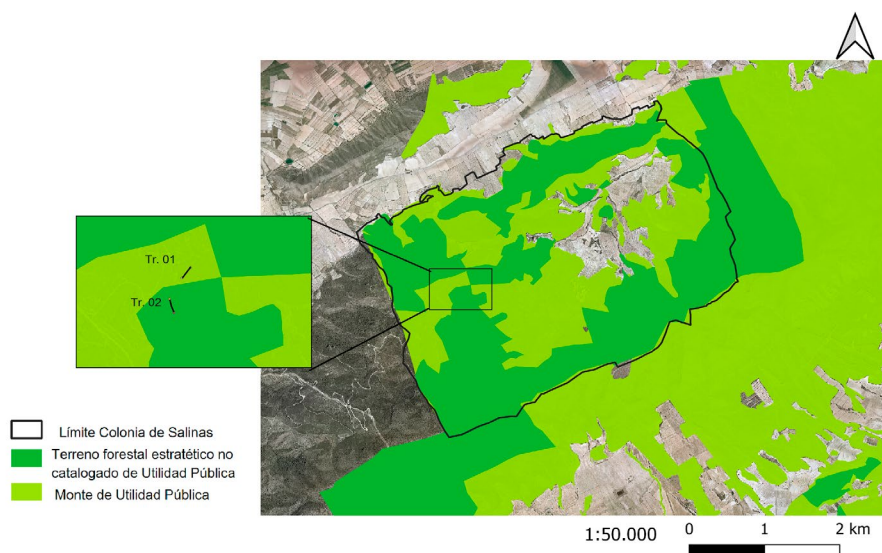 Tr. 01
Tr. 02
Límite Colonia de Salinas
Terreno forestal estratético no
catalogado de Utilidad Pública
Monte de Utilidad Pública
1:50.000
0 1 2 km